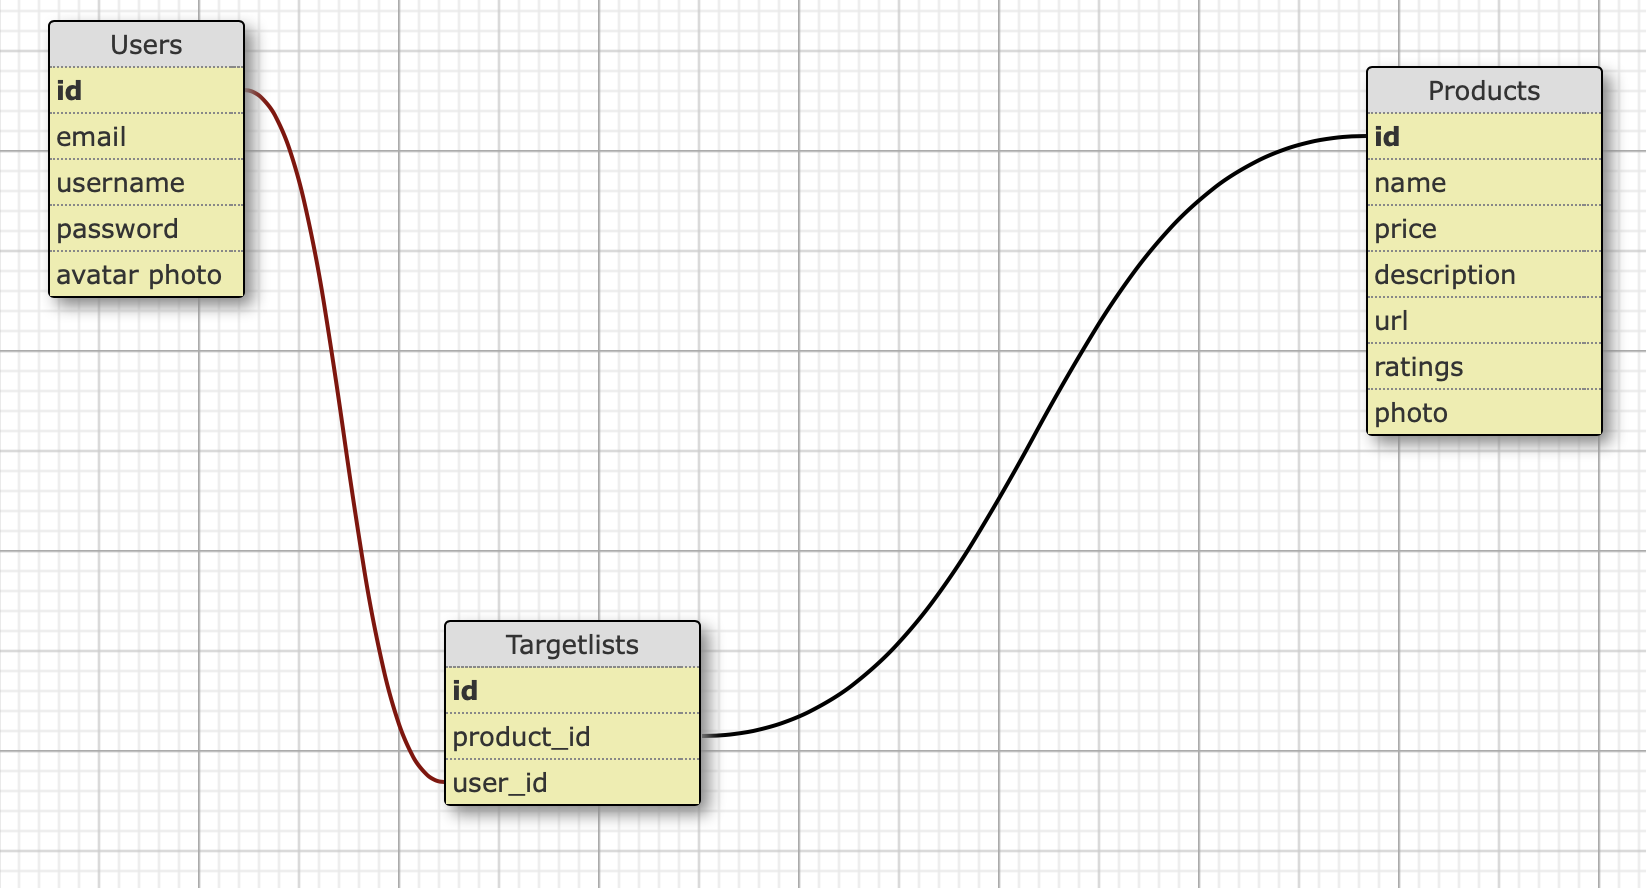 Users
id
email
username
password
avatar photo
Products
id
name
price
description
url
ratings
photo
Targetlists
id
product_id
user_id